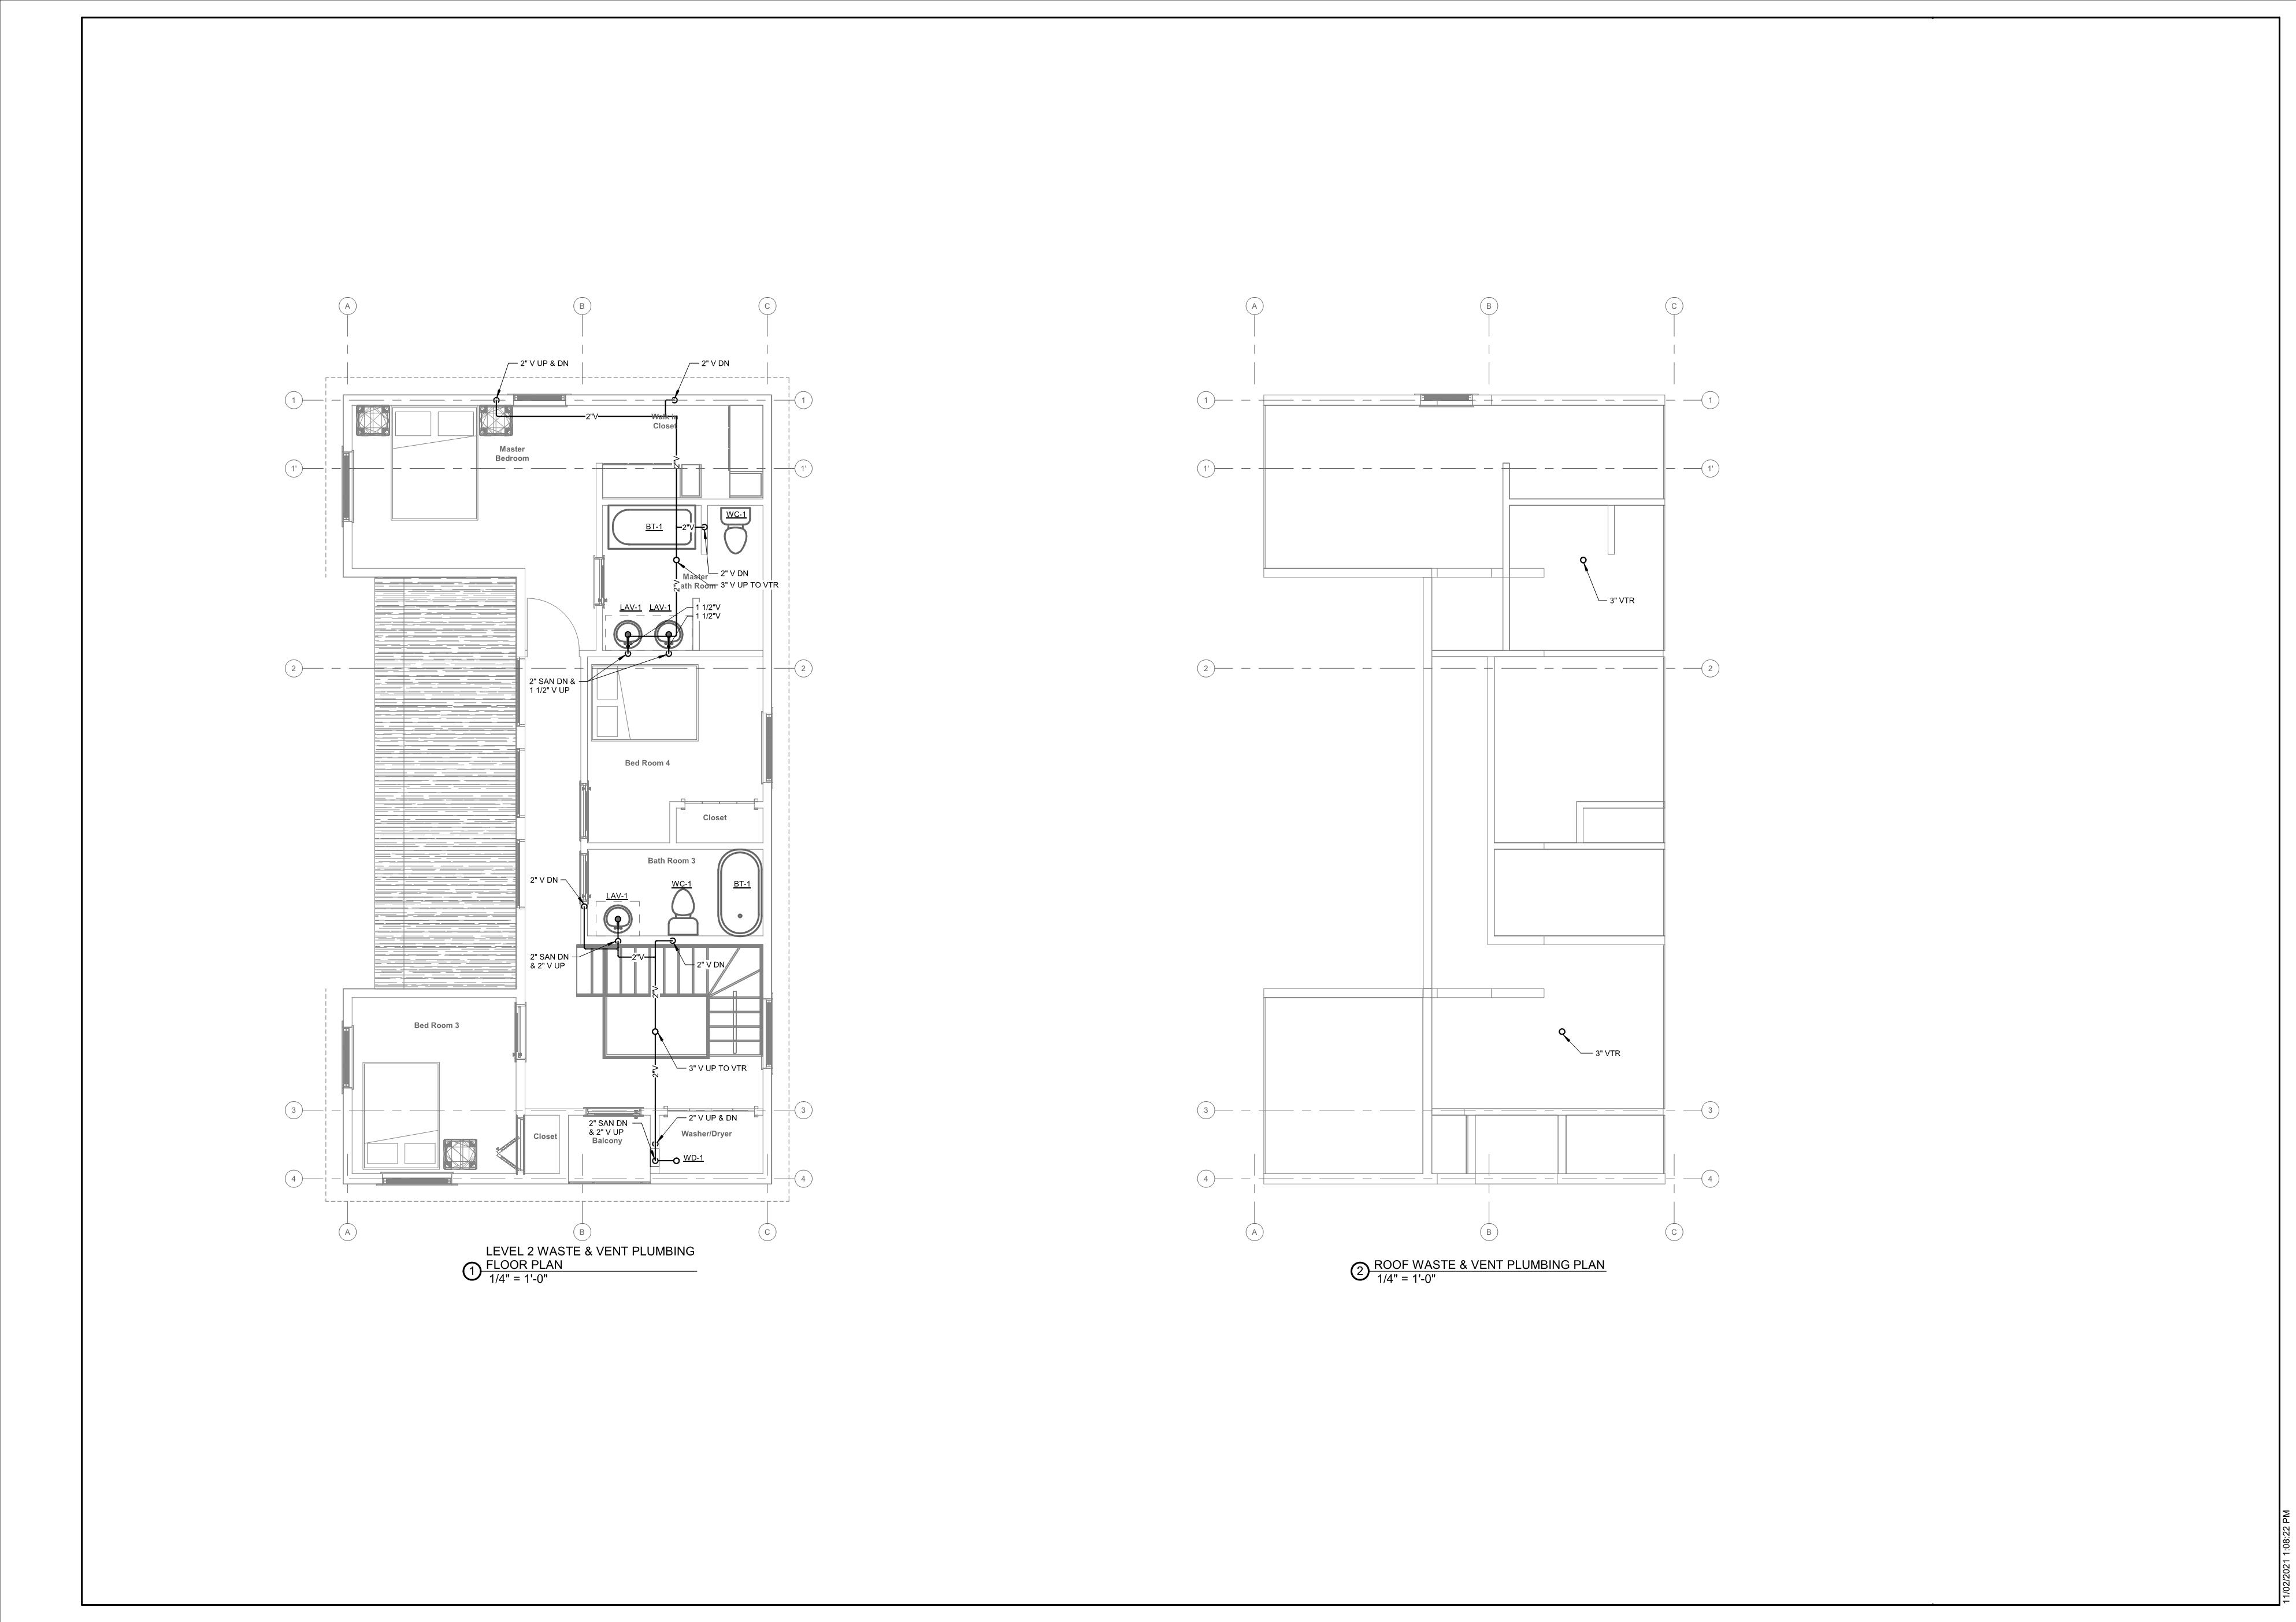 A
B
C
2" V UP & DN
2" V DN
1
1
2"V
Closet
Master
Bedroom
1'
1'
2"V
WC-1
BT-1
2"V
2" V DN
Master
ath Room
3" V UP TO VTR
2"V
LAV-1
LAV-1
1 1/2"V
1 1/2"V
2
2
2" SAN DN &
1 1/2" V UP
Bed Room 4
Closet
Bath Room 3
2" V DN
WC-1
BT-1
LAV-1
2" SAN DN
& 2" V UP
2"V
2" V DN
2"V
Bed Room 3
3" V UP TO VTR
2"V
3
3
2" V UP & DN
2" SAN DN
& 2" V UP
Balcony
Closet
Washer/Dryer
WD-1
4
4
A
B
C
1
LEVEL 2 WASTE & VENT PLUMBING
FLOOR PLAN
1/4" = 1'-0"
A
B
C
1
1
1'
1'
3" VTR
2
2
3" VTR
3
3
4
4
A
B
C
2
ROOF WASTE & VENT PLUMBING PLAN
1/4" = 1'-0"
11/02/2021 1:08:22 PM